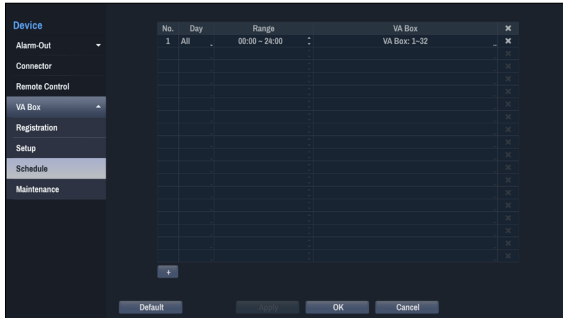 Device
Alarm-Out
Connector
Remote Control
VA Box
Registration
Setup
Schedule
Maintenance
No. Day Range VA Box ×
1 All 00:00 ~ 24:00 VA Box: 1~32 ×
+
Default Apply OK Cancel